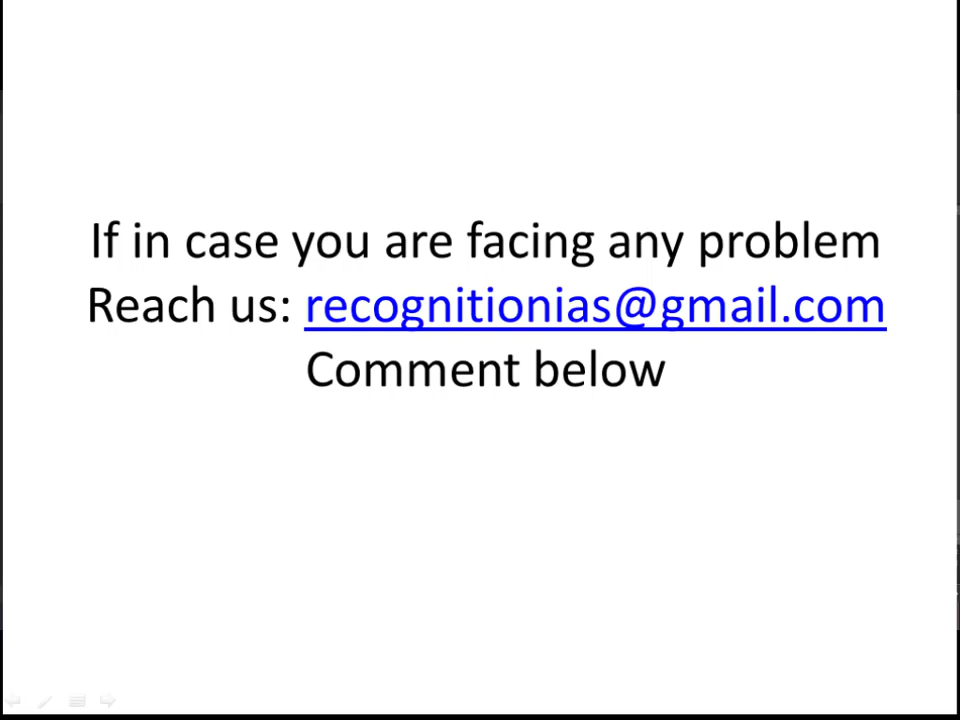 If in case you are facing any problem
Reach us: recognitionias@gmail.com
Comment below